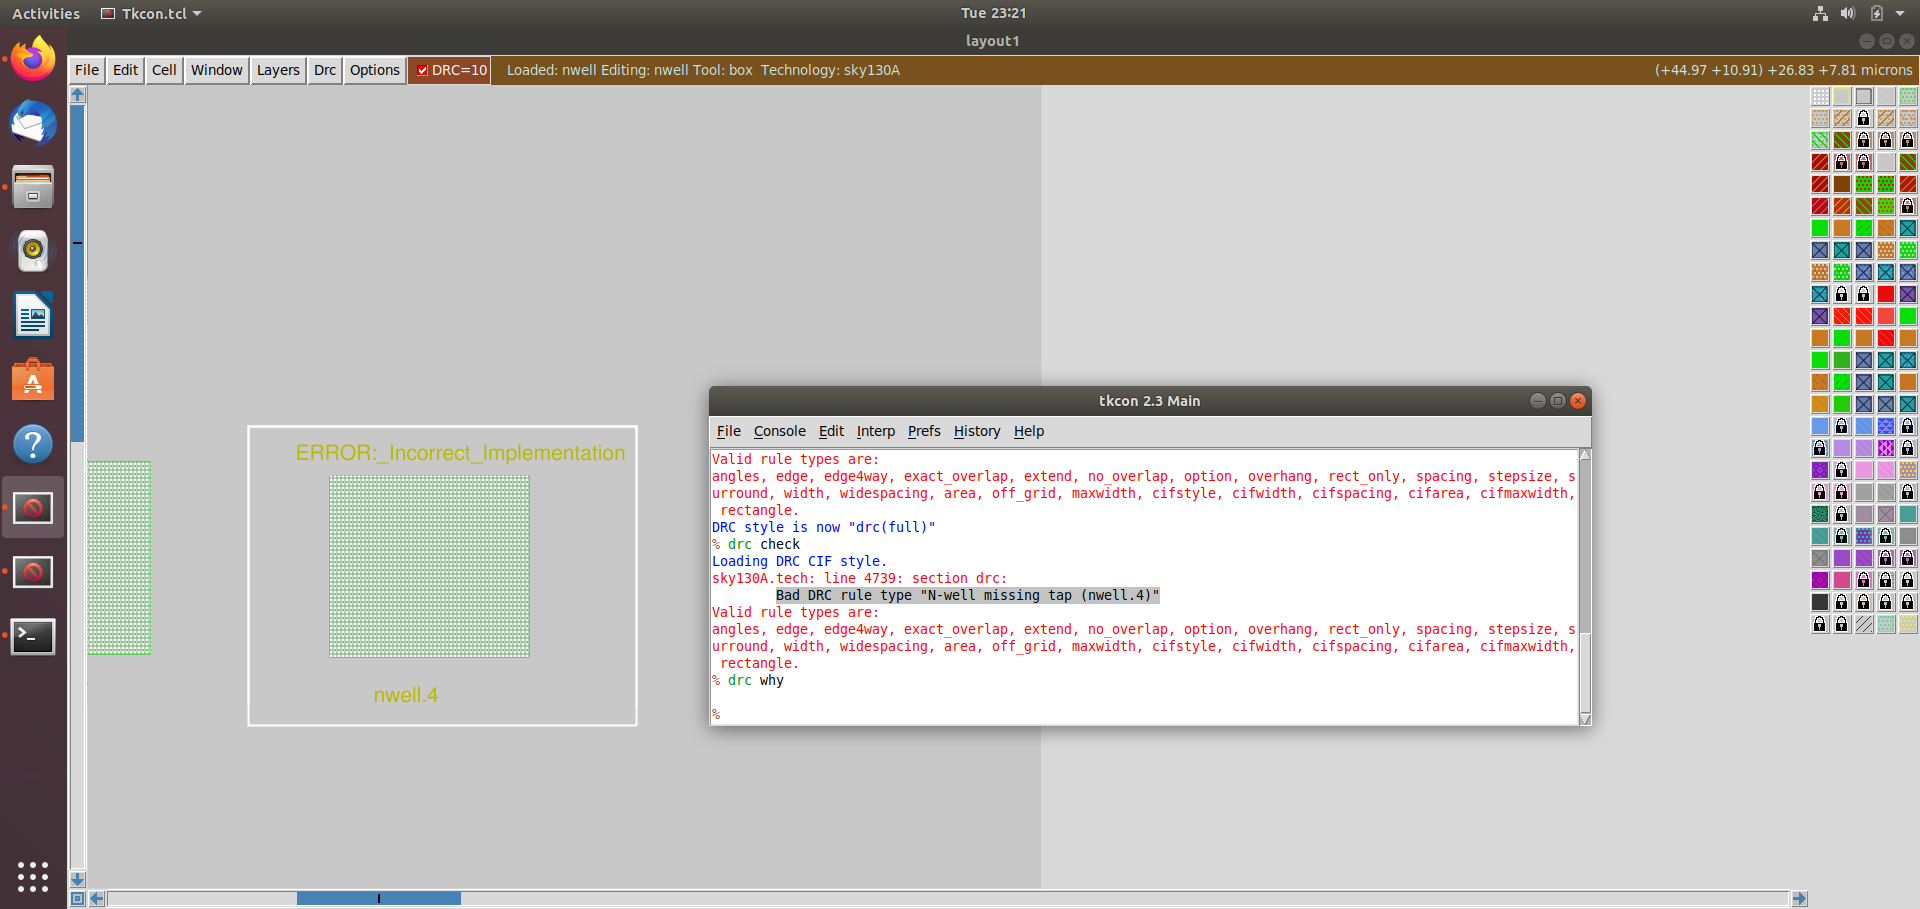 Activities
Tkcon.tcl
Tue 23:21
layout1
File Edit Cell Window Layers Drc Options DRC=10 Loaded: nwell Editing: nwell Tool: box Technology: sky130A (+44.97 +10.91) +26.83 +7.81 microns
ERROR:_Incorrect_Implementation
nwell.4
tkcon 2.3 Main
File Console Edit Interp Prefs History Help
Valid rule types are:
angles, edge, edge4way, exact_overlap, extend, no_overlap, option, overhang, rect_only, spacing, stepsize, s
urround, width, widespacing, area, off_grid, maxwidth, cifstyle, cifwidth, cifspacing, cifarea, cifmaxwidth,
rectangle.
DRC style is now "drc(full)"
% drc check
Loading DRC CIF style.
sky130A.tech: line 4739: section drc:
Bad DRC rule type "N-well missing tap (nwell.4)"
Valid rule types are:
angles, edge, edge4way, exact_overlap, extend, no_overlap, option, overhang, rect_only, spacing, stepsize, s
urround, width, widespacing, area, off_grid, maxwidth, cifstyle, cifwidth, cifspacing, cifarea, cifmaxwidth,
rectangle.
% drc why
%